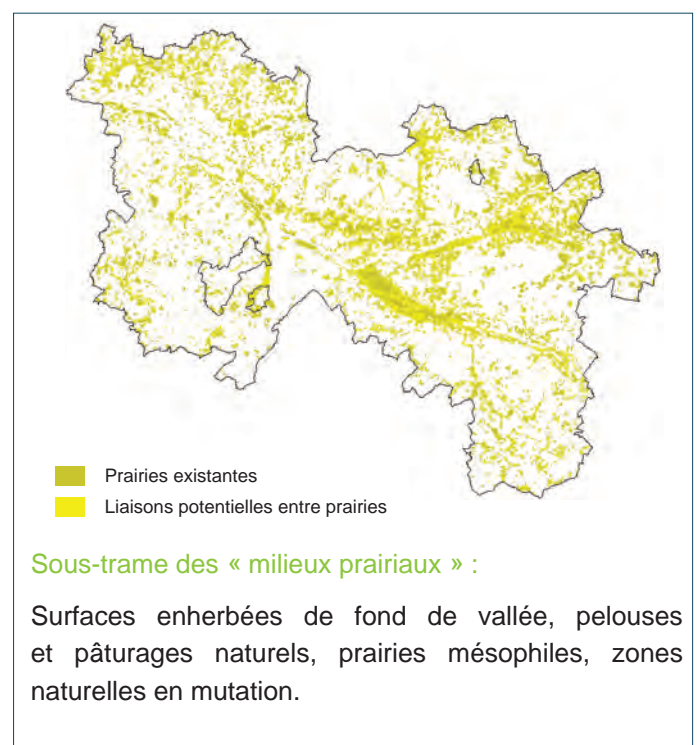 Prairies existantes
Liaisons potentielles entre prairies
Sous-trame des « milieux prairiaux » :
Surfaces enherbées de fond de vallée, pelouses
et pâturages naturels, prairies mésophiles, zones
naturelles en mutation.